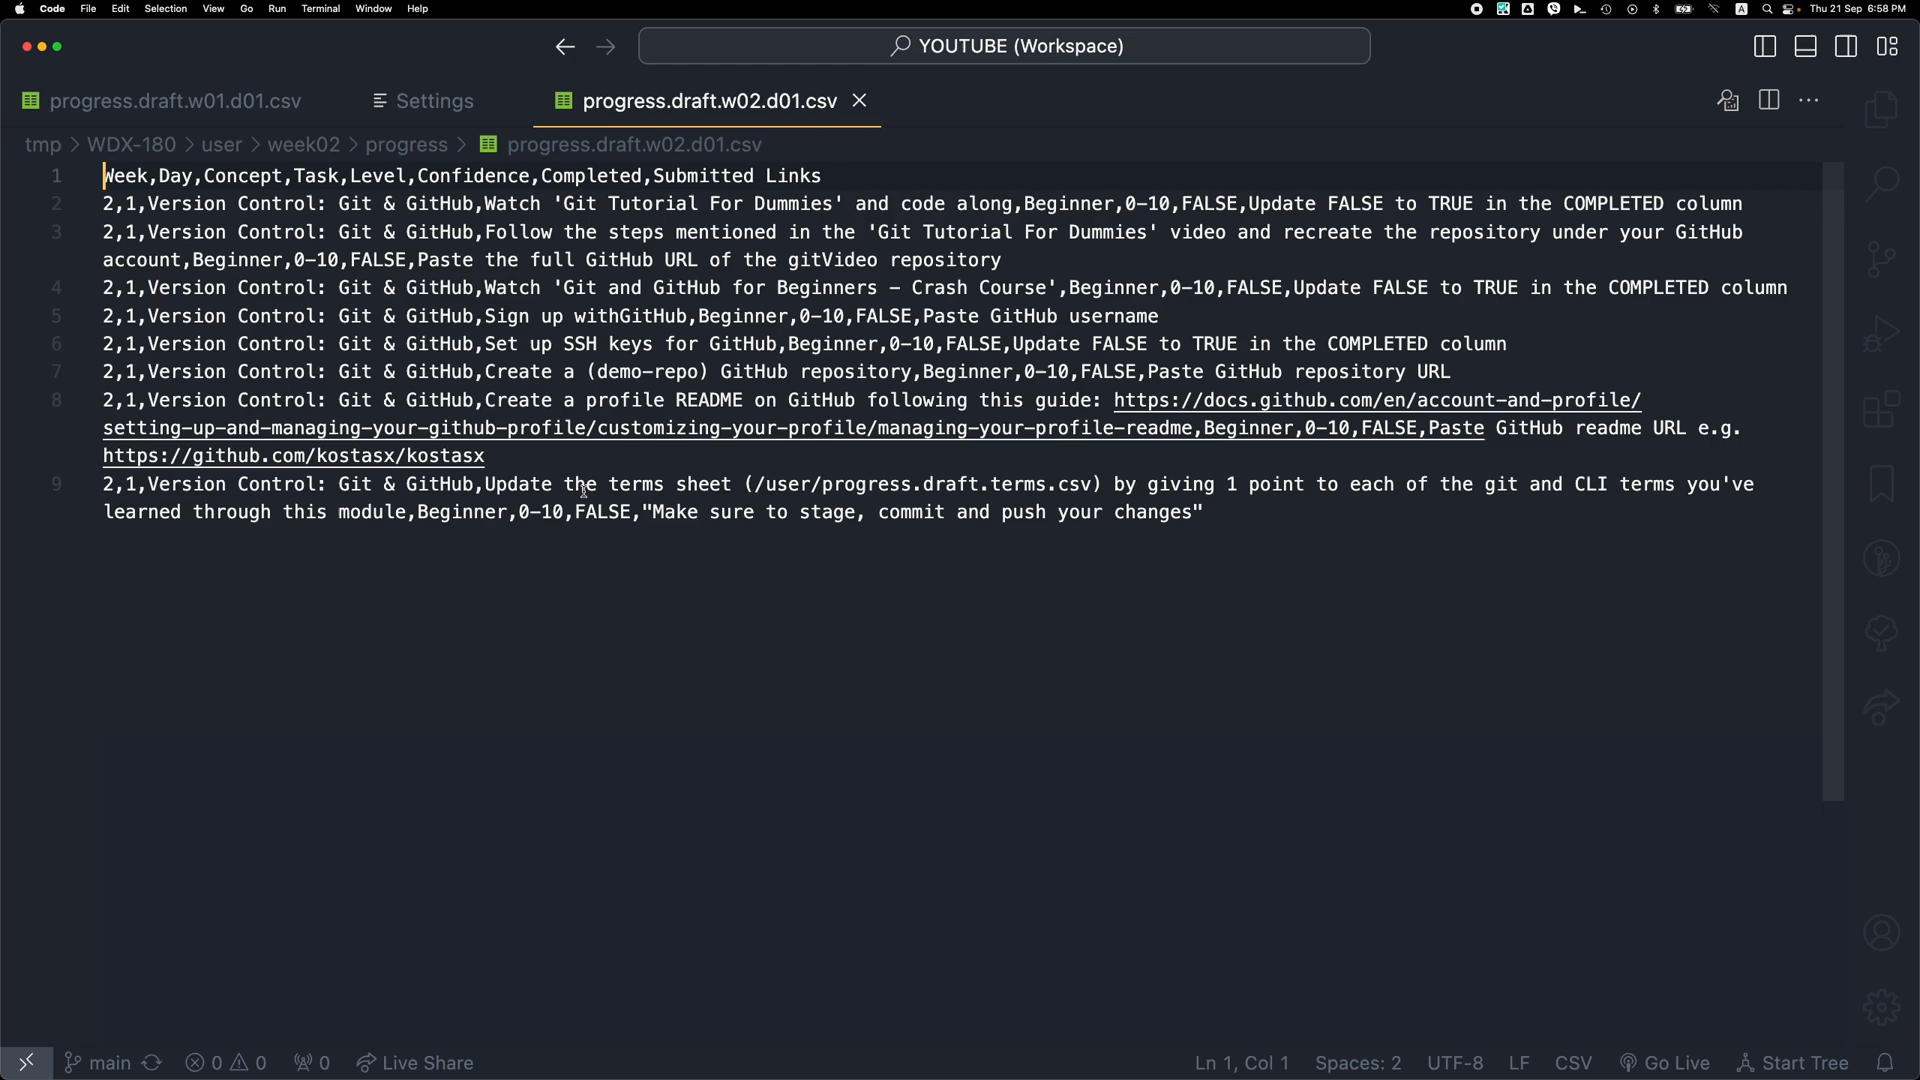 Code File Edit Selection View Go Run Terminal Window Help
A Thu 21 Sep 6:58 PM
YOUTUBE (Workspace)
progress.draft.w01.d01.csv Settings progress.draft.w02.d01.csv
tmp > WDX-180 > user > week02 > progress > progress.draft.w02.d01.csv
1 Week,Day,Concept,Task,Level,Confidence,Completed,Submitted Links
2 2,1,Version Control: Git & GitHub,Watch 'Git Tutorial For Dummies' and code along,Beginner,0-10,FALSE,Update FALSE to TRUE in the COMPLETED column
3 2,1,Version Control: Git & GitHub,Follow the steps mentioned in the 'Git Tutorial For Dummies' video and recreate the repository under your GitHub
account,Beginner,0-10,FALSE,Paste the full GitHub URL of the gitVideo repository
4 2,1,Version Control: Git & GitHub,Watch 'Git and GitHub for Beginners - Crash Course',Beginner,0-10,FALSE,Update FALSE to TRUE in the COMPLETED column
5 2,1,Version Control: Git & GitHub,Sign up withGitHub,Beginner,0-10,FALSE,Paste GitHub username
6 2,1,Version Control: Git & GitHub,Set up SSH keys for GitHub,Beginner,0-10,FALSE,Update FALSE to TRUE in the COMPLETED column
7 2,1,Version Control: Git & GitHub,Create a (demo-repo) GitHub repository,Beginner,0-10,FALSE,Paste GitHub repository URL
8 2,1,Version Control: Git & GitHub,Create a profile README on GitHub following this guide: https://docs.github.com/en/account-and-profile/
setting-up-and-managing-your-github-profile/customizing-your-profile/managing-your-profile-readme,Beginner,0-10,FALSE,Paste GitHub readme URL e.g.
https://github.com/kostasx/kostasx
9 2,1,Version Control: Git & GitHub,Update the terms sheet (/user/progress.draft.terms.csv) by giving 1 point to each of the git and CLI terms you've
learned through this module,Beginner,0-10,FALSE,"Make sure to stage, commit and push your changes"
main 0 0 0 Live Share Ln 1, Col 1 Spaces: 2 UTF-8 LF CSV Go Live Start Tree